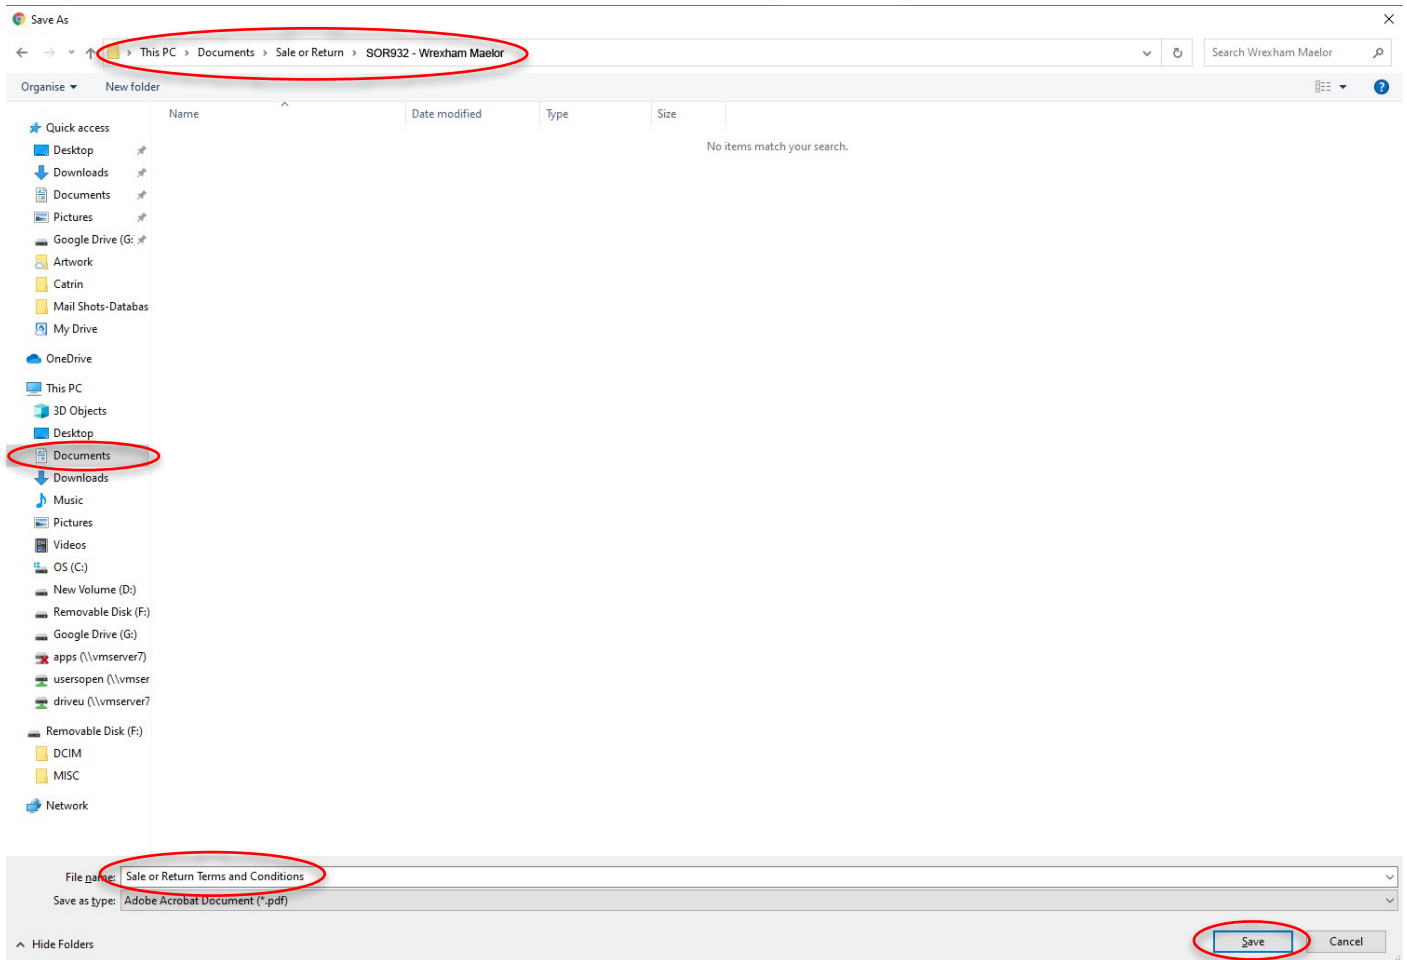 Save As
This PC > Documents > Sale or Return > SOR932 - Wrexham Maelor
Search Wrexham Maelor
Organise
New folder
Name
Date modified
Type
Size
No items match your search.
Quick access
Desktop
Downloads
Documents
Pictures
Google Drive (G:
Artwork
Catrin
Mail Shots-Databas
My Drive
OneDrive
This PC
3D Objects
Desktop
Documents
Downloads
Music
Pictures
Videos
OS (C:)
New Volume (D:)
Removable Disk (F:)
Google Drive (G:)
apps (\\vmserver7)
usersopen (\\vmser
driveu (\\vmserver7
Removable Disk (F:)
DCIM
MISC
Network
File name: Sale or Return Terms and Conditions
Save as type: Adobe Acrobat Document (*.pdf)
Hide Folders
Save
Cancel